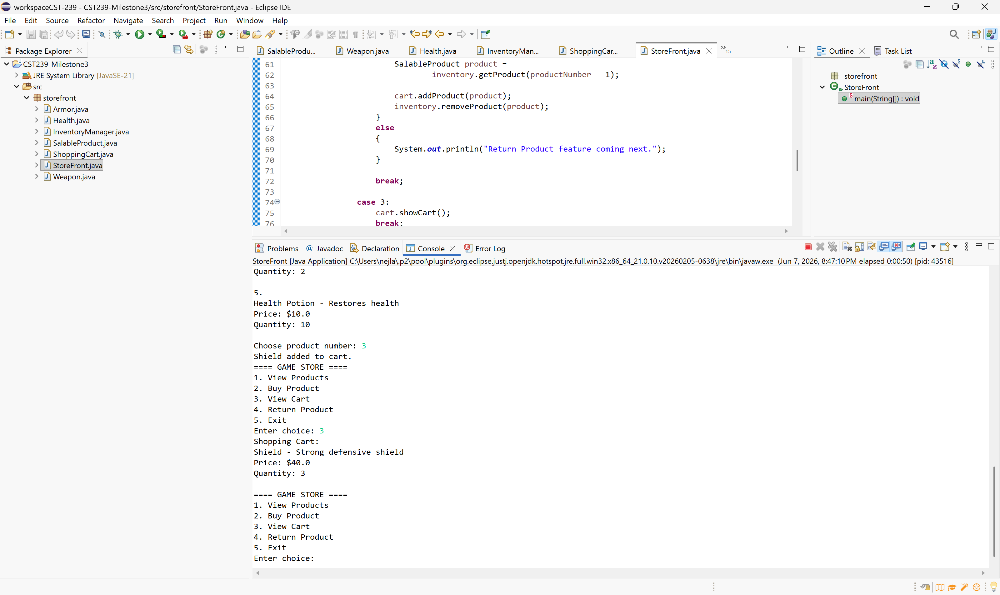 workspaceCST-239 - CST239-Milestone3/src/storefront/StoreFront.java - Eclipse IDE
File Edit Source Refactor Navigate Search Project Run Window Help
Package Explorer
CST239-Milestone3
JRE System Library [JavaSE-21]
src
storefront
Armor.java
Health.java
InventoryManager.java
SalableProduct.java
ShoppingCart.java
StoreFront.java
Weapon.java
SalableProdu... Weapon.java Health.java InventoryMan... ShoppingCar... StoreFront.java »15
61 SalableProduct product =
62 inventory.getProduct(productNumber - 1);
63
64 cart.addProduct(product);
65 inventory.removeProduct(product);
66 }
67 else
68 {
69 System.out.println("Return Product feature coming next.");
70 }
71
72 break;
73
74 case 3:
75 cart.showCart();
76 break;
Outline Task List
storefront
StoreFront
main(String[]) : void
Problems Javadoc Declaration Console Error Log
StoreFront [Java Application] C:\Users\nejla\.p2\pool\plugins\org.eclipse.justj.openjdk.hotspot.jre.full.win32.x86_64_21.0.10.v20260205-0638\jre\bin\javaw.exe (Jun 7, 2026, 8:47:10 PM elapsed 0:00:50) [pid: 43516]
Quantity: 2
5.
Health Potion - Restores health
Price: $10.0
Quantity: 10
Choose product number: 3
Shield added to cart.
==== GAME STORE ====
1. View Products
2. Buy Product
3. View Cart
4. Return Product
5. Exit
Enter choice: 3
Shopping Cart:
Shield - Strong defensive shield
Price: $40.0
Quantity: 3
==== GAME STORE ====
1. View Products
2. Buy Product
3. View Cart
4. Return Product
5. Exit
Enter choice: